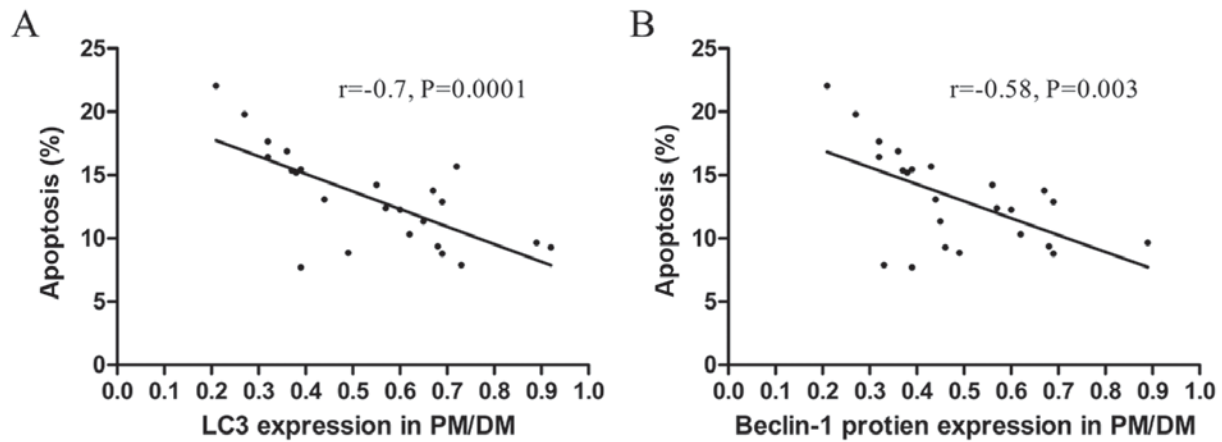 A
r=-0.7, P=0.0001
Apoptosis (%)
25
20
15
10
5
0
0.0 0.1 0.2 0.3 0.4 0.5 0.6 0.7 0.8 0.9 1.0
LC3 expression in PM/DM
B
r=-0.58, P=0.003
Apoptosis (%)
25
20
15
10
5
0
0.0 0.1 0.2 0.3 0.4 0.5 0.6 0.7 0.8 0.9 1.0
Beclin-1 protien expression in PM/DM